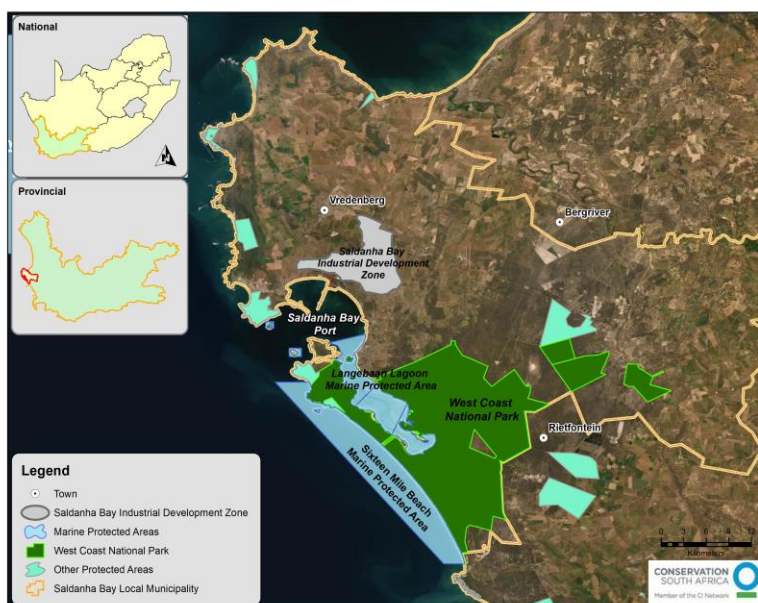 National
Provincial
Vredenberg
Bergriver
Saldanha Bay
Industrial Development
Zone
Saldanha Bay
Port
Langebaan Lagoon
Marine Protected Area
West Coast
National Park
Rietfontein
Sixteen Mile Beach
Marine Protected Area
Legend
Town
Saldanha Bay Industrial Development Zone
Marine Protected Areas
West Coast National Park
Other Protected Areas
Saldanha Bay Local Municipality
0 3 6 9 12
Kilometers
CONSERVATION
SOUTH AFRICA
Member of the CI Network